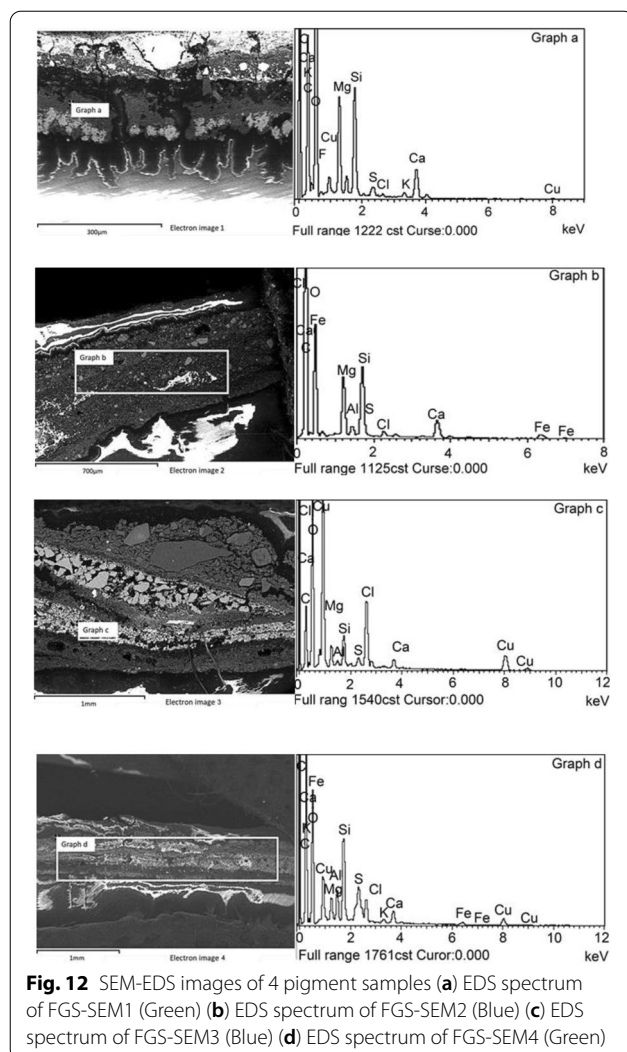 Graph a
300μm
Electron image 1
Graph a
Cl
Ca
K
C
O
F
Cu
Mg
Si
S
Cl
K
Ca
Cu
0 2 4 6 8
Full range 1222 cst Curse:0.000 keV
Graph b
700μm
Electron image 2
Graph b
Cl
O
Ca
C
Fe
Mg
Al
Si
S
Cl
Ca
Fe
Fe
0 2 4 6 8
Full range 1125cst Curse:0.000 keV
Graph c
1mm
Electron image 3
Graph c
Cl
Cu
O
Ca
C
Mg
Al
Si
S
Cl
Ca
Cu
Cu
0 2 4 6 8 10 12
Full rang 1540cst Cursor:0.000 keV
Graph d
1mm
Electron image 4
Graph d
Fe
Ca
K
O
C
Cu
Mg
Al
Si
S
Cl
K
Ca
Fe
Fe
Cu
Cu
0 2 4 6 8 10 12
Full range 1761cst Curor:0.000 keV
Fig. 12 SEM-EDS images of 4 pigment samples (a) EDS spectrum
of FGS-SEM1 (Green) (b) EDS spectrum of FGS-SEM2 (Blue) (c) EDS
spectrum of FGS-SEM3 (Blue) (d) EDS spectrum of FGS-SEM4 (Green)